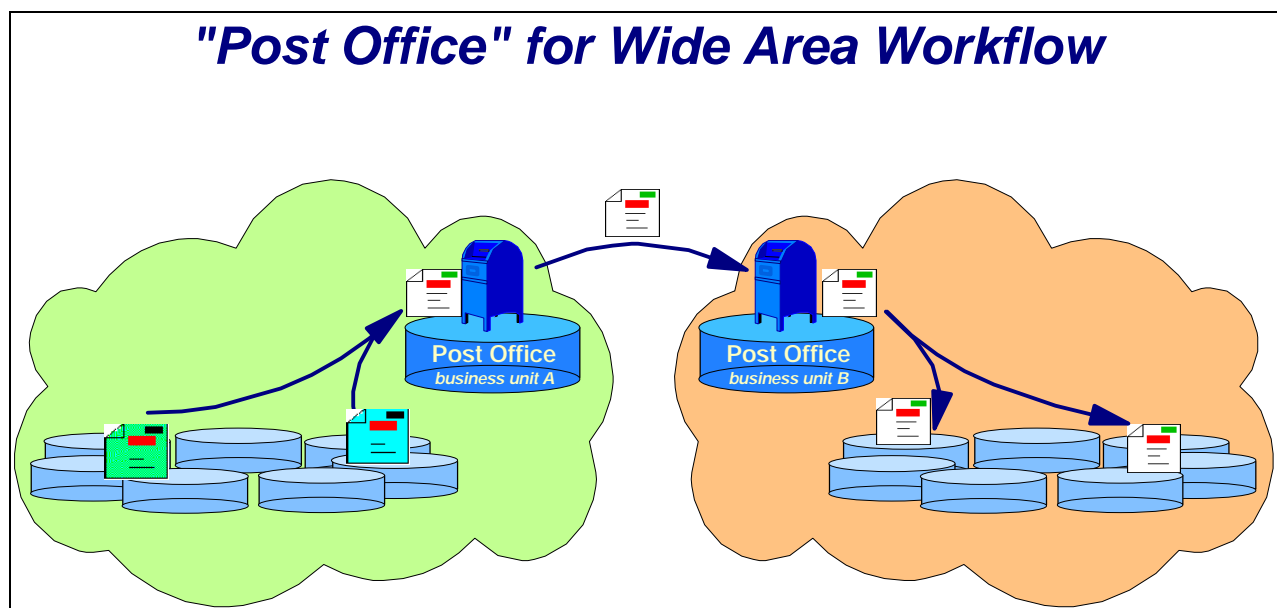 "Post Office" for Wide Area Workflow
Post Office
business unit A
Post Office
business unit B